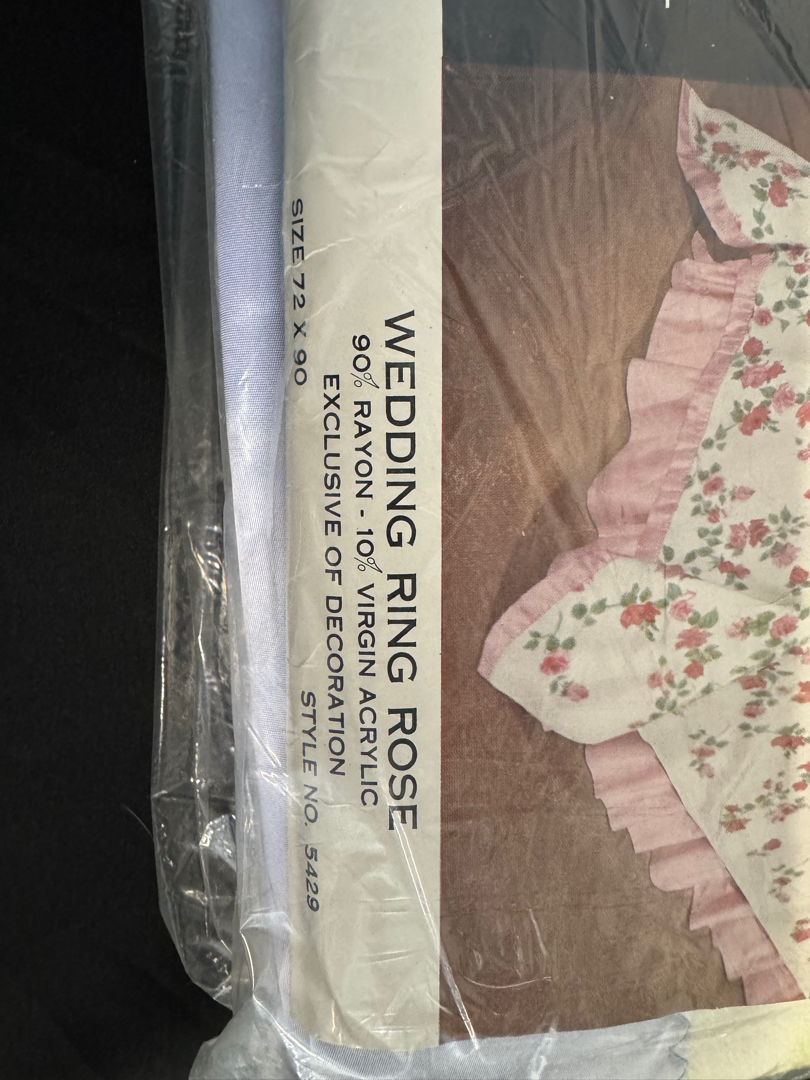 WEDDING RING ROSE
90% RAYON - 10% VIRGIN ACRYLIC
EXCLUSIVE OF DECORATION
SIZE 72 X 90
STYLE NO. 5429